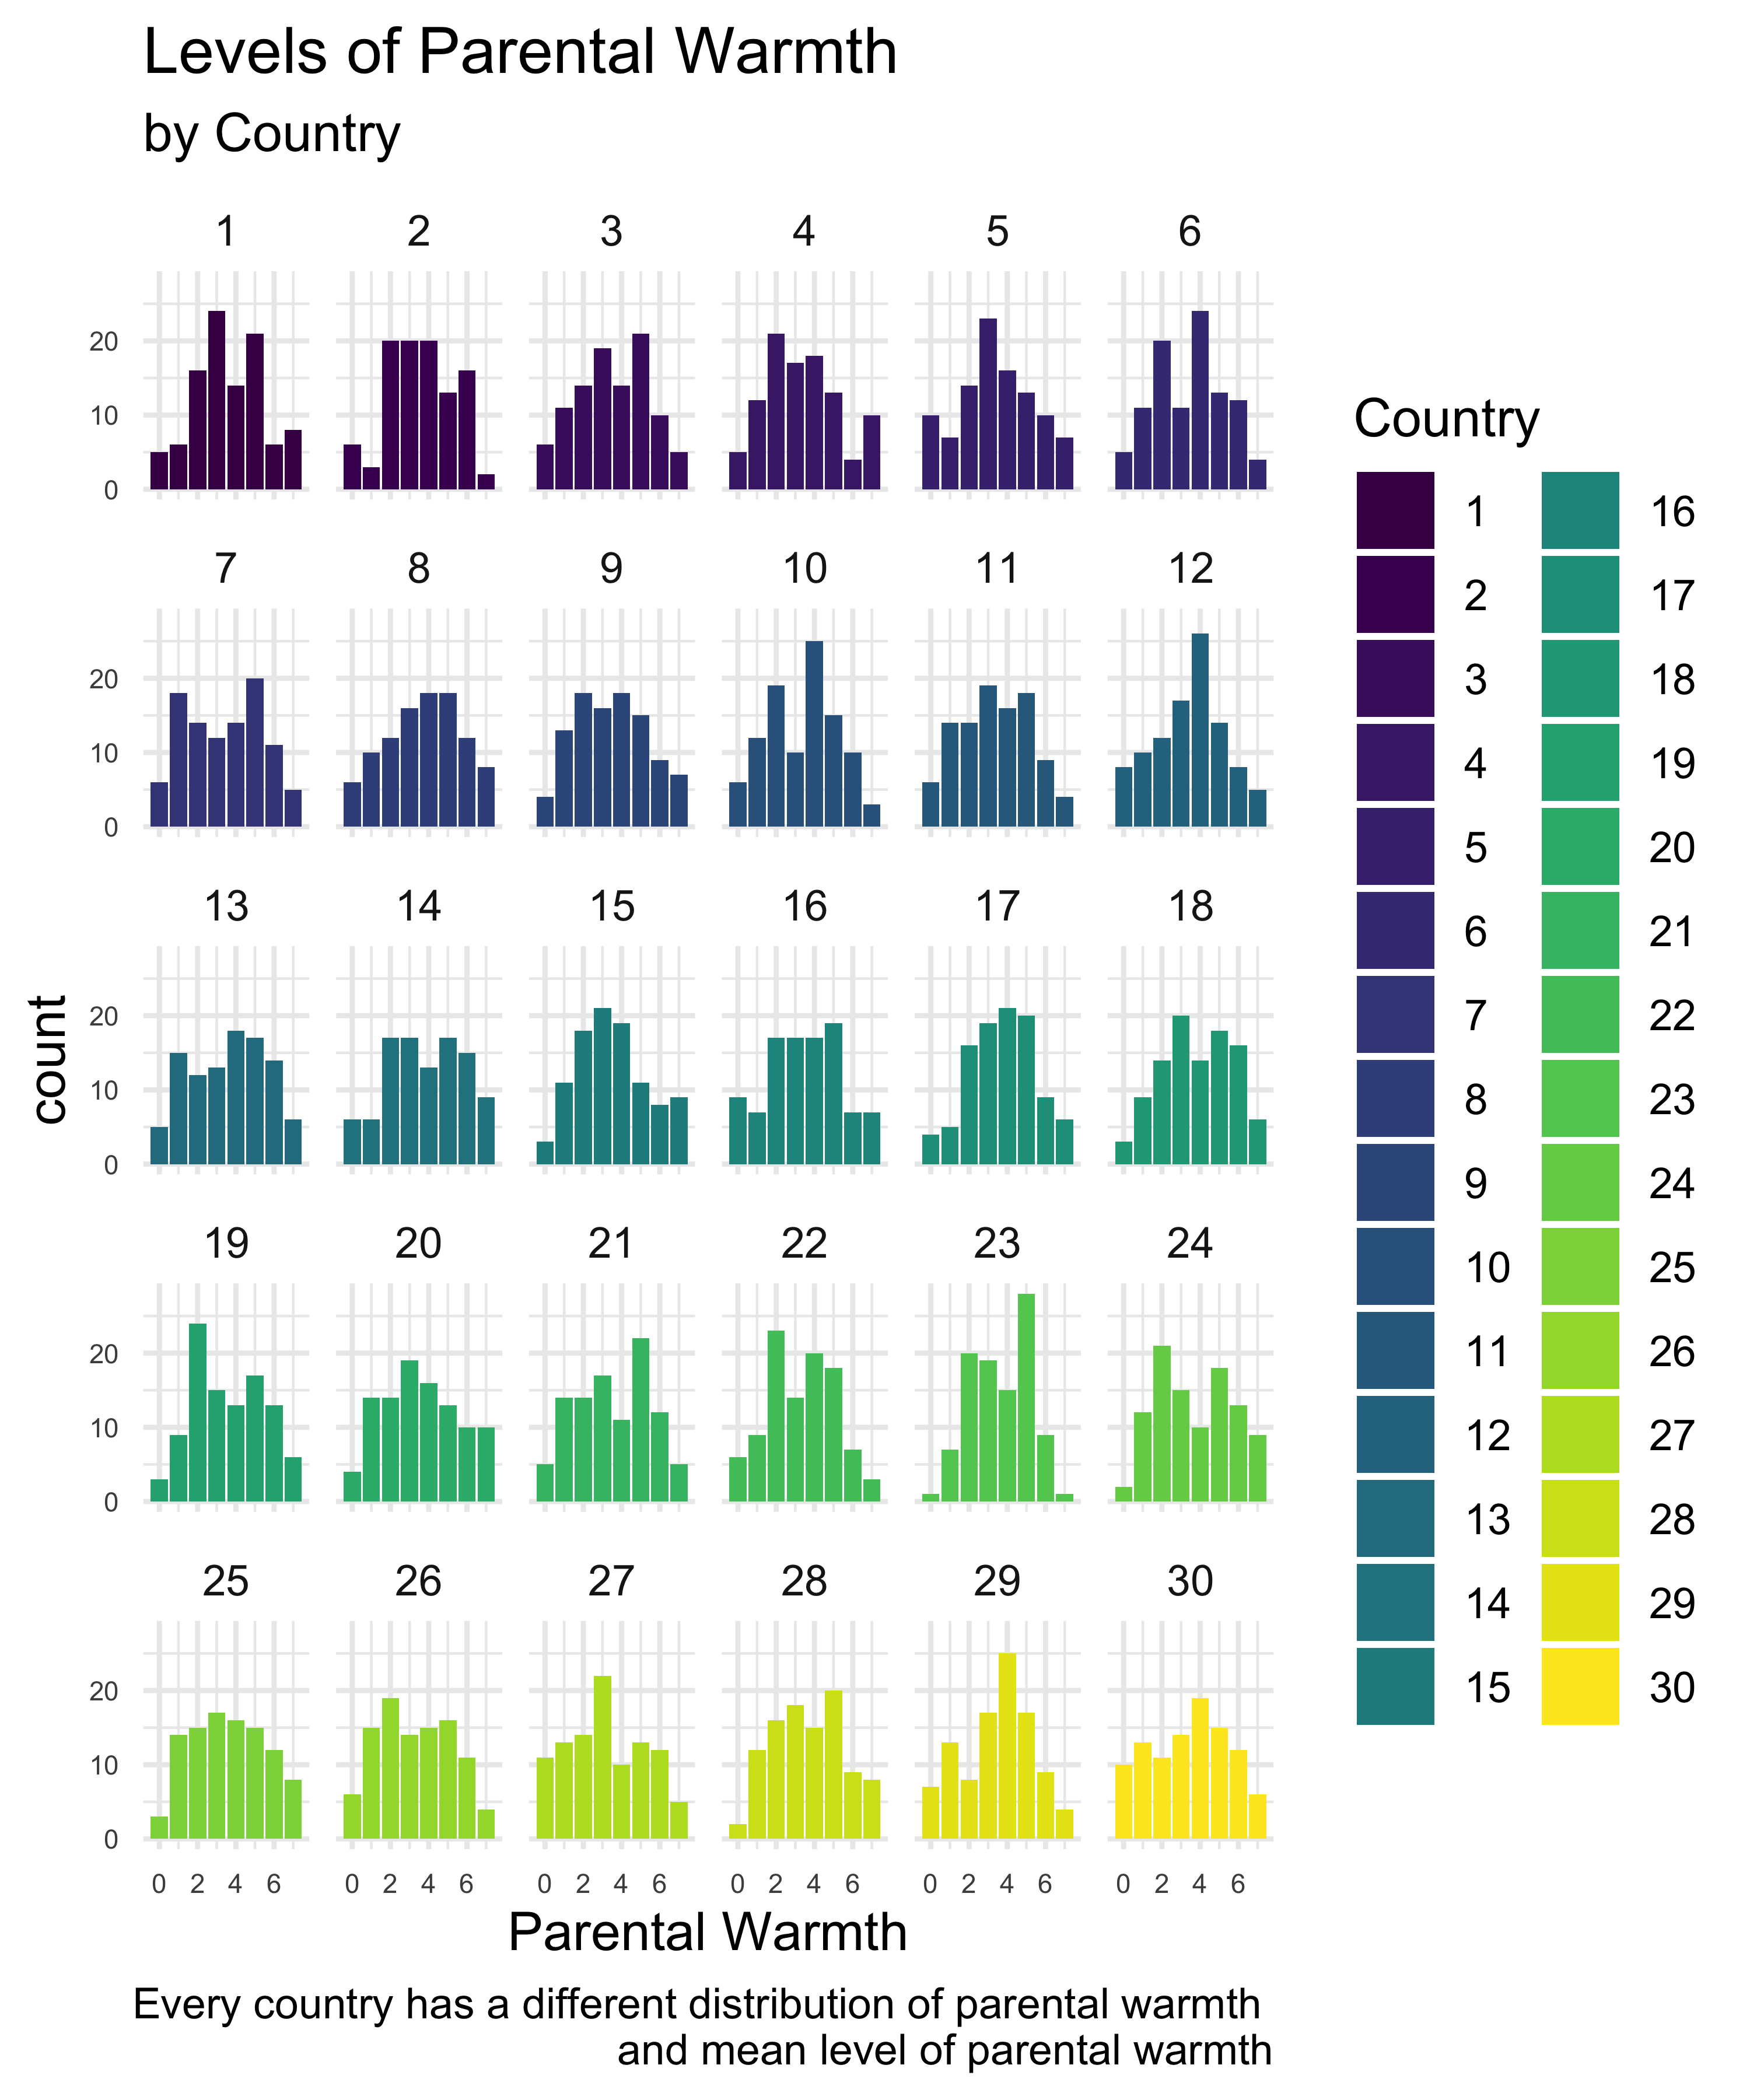 Levels of Parental Warmth
by Country
1 2 3 4 5 6
20
10
0
7 8 9 10 11 12
20
10
0
13 14 15 16 17 18
20
10
0
19 20 21 22 23 24
20
10
0
25 26 27 28 29 30
20
10
0
0 2 4 6 0 2 4 6 0 2 4 6 0 2 4 6 0 2 4 6 0 2 4 6
count
Parental Warmth
Every country has a different distribution of parental warmth
and mean level of parental warmth
Country
1 16
2 17
3 18
4 19
5 20
6 21
7 22
8 23
9 24
10 25
11 26
12 27
13 28
14 29
15 30